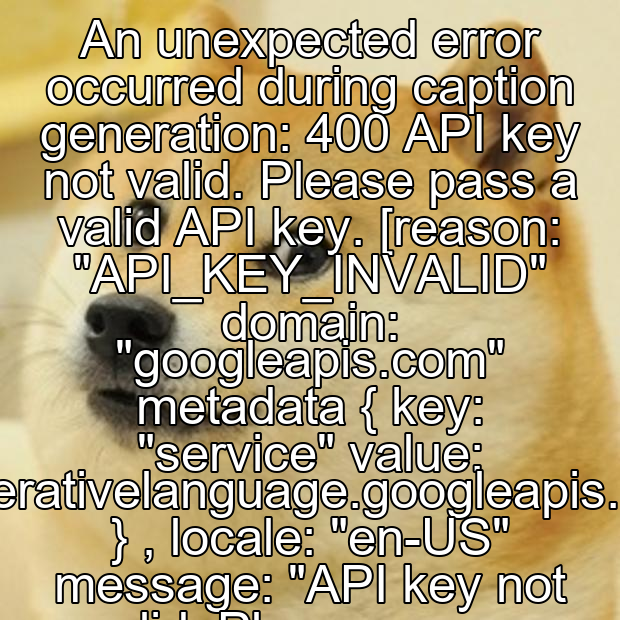 An unexpected error
occurred during caption
generation: 400 API key
not valid. Please pass a
valid API key. [reason:
"API_KEY_INVALID"
domain:
"googleapis.com"
metadata { key:
"service" value:
erativelanguage.googleapis.
} , locale: "en-US"
message: "API key not